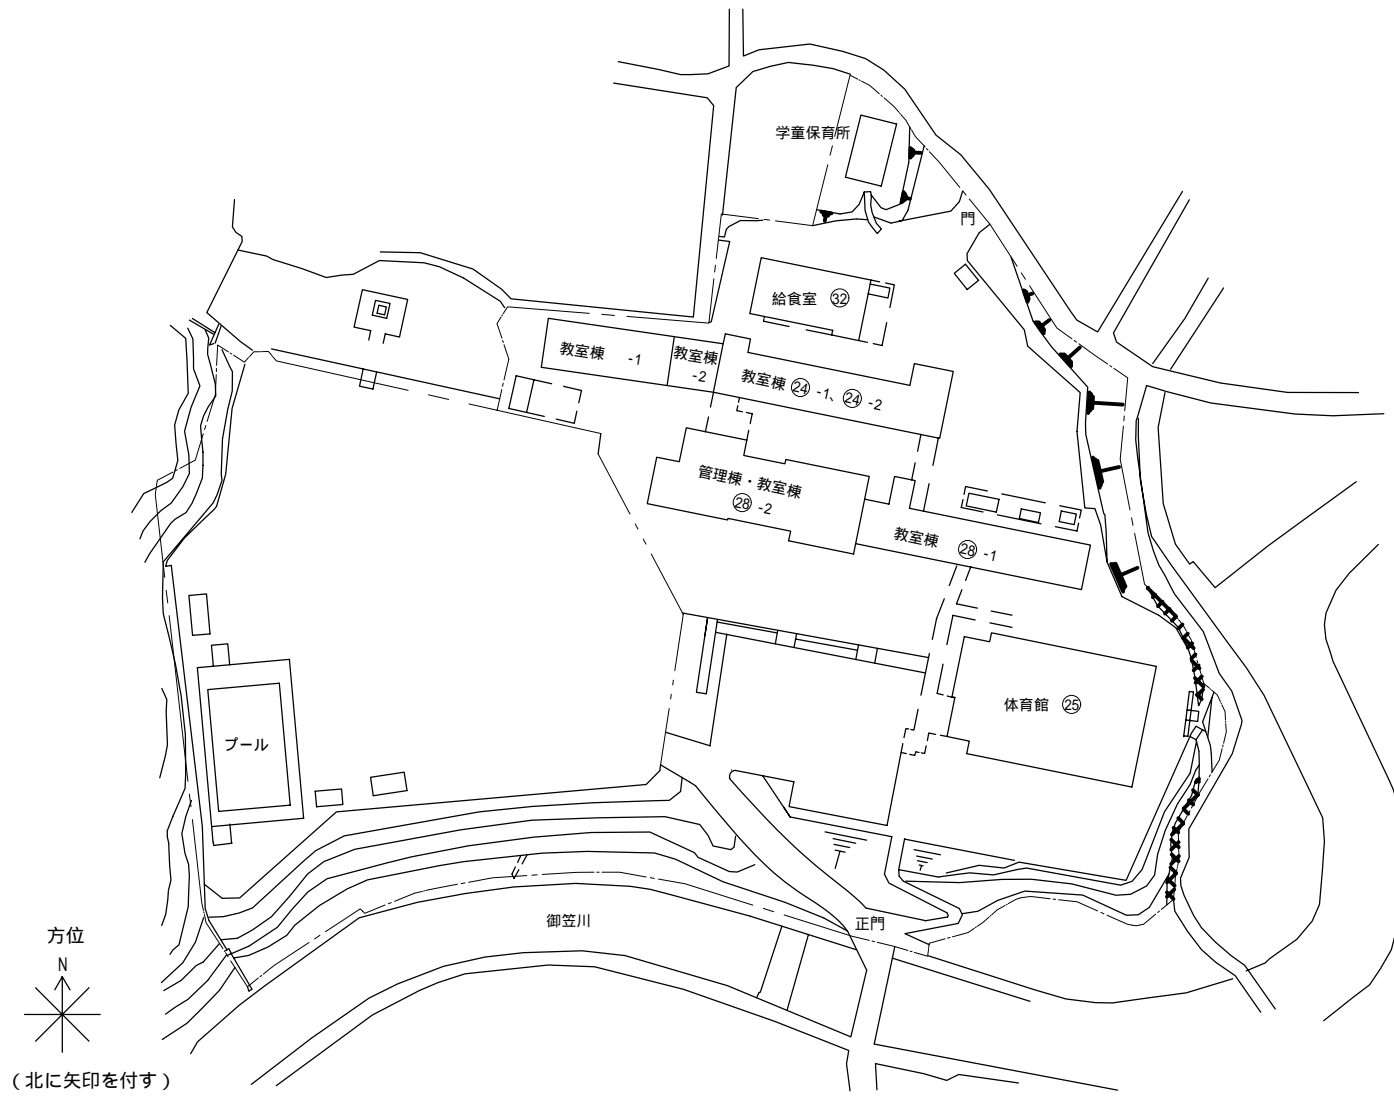 学童保育所
門
給食室 ㉜
教室棟 -1
教室棟
-2
教室棟 ㉔ -1、㉔ -2
管理棟・教室棟
㉘ -2
教室棟 ㉘ -1
体育館 ㉕
プール
御笠川
正門
方位
N
(北に矢印を付す)